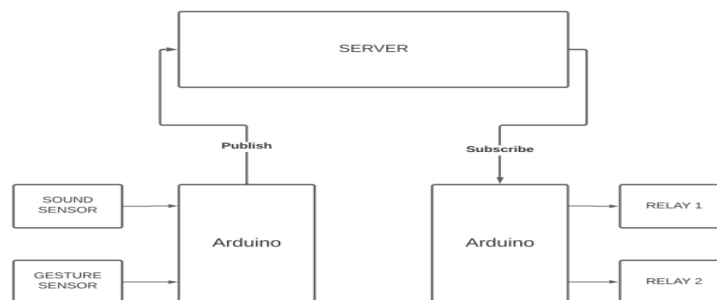 SERVER
Publish
Subscribe
SOUND
SENSOR
Arduino
Arduino
RELAY 1
GESTURE
SENSOR
RELAY 2